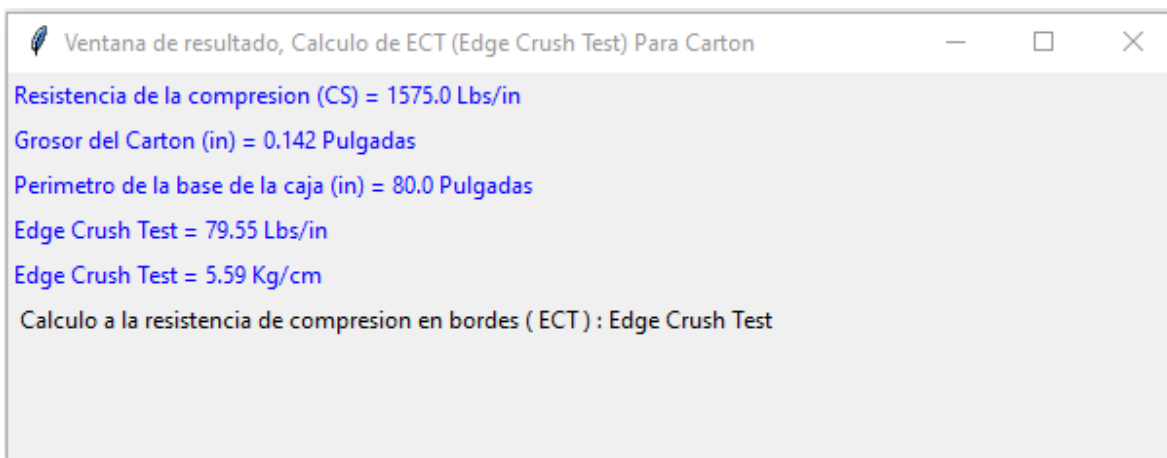 Ventana de resultado, Calculo de ECT (Edge Crush Test) Para Carton
Resistencia de la compresion (CS) = 1575.0 Lbs/in
Grosor del Carton (in) = 0.142 Pulgadas
Perimetro de la base de la caja (in) = 80.0 Pulgadas
Edge Crush Test = 79.55 Lbs/in
Edge Crush Test = 5.59 Kg/cm
Calculo a la resistencia de compresion en bordes ( ECT ) : Edge Crush Test